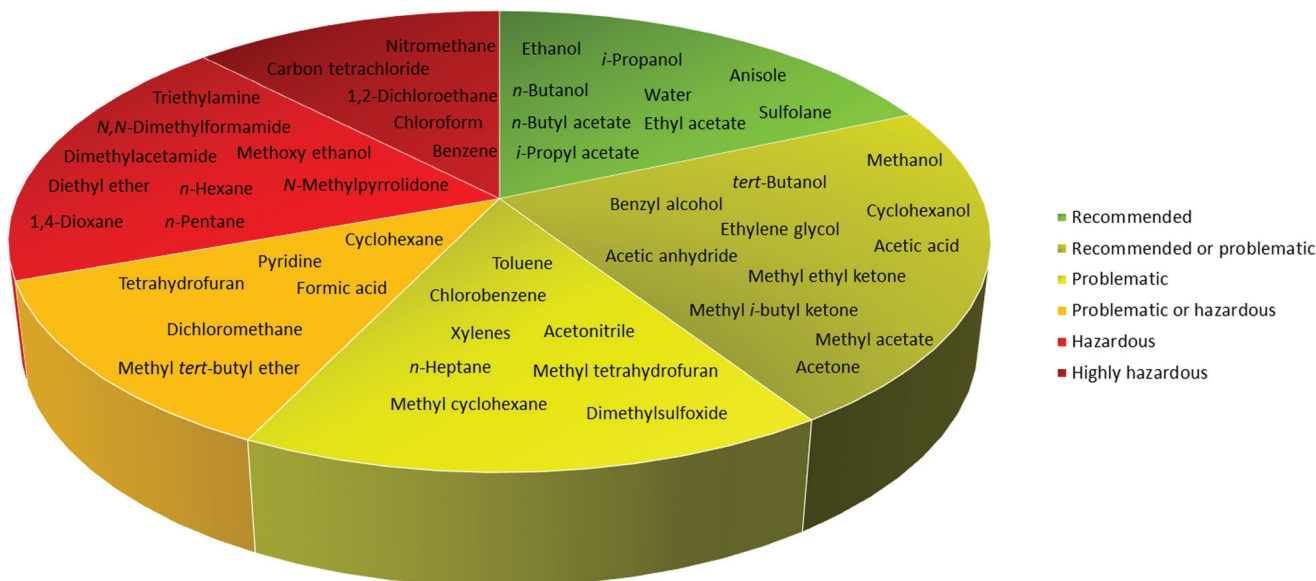 Nitromethane
Carbon tetrachloride
1,2-Dichloroethane
Chloroform
Benzene
Ethanol
i-Propanol
Anisole
n-Butanol
Water
Sulfolane
n-Butyl acetate
Ethyl acetate
i-Propyl acetate
Triethylamine
N,N-Dimethylformamide
Dimethylacetamide
Methoxy ethanol
Diethyl ether
n-Hexane
N-Methylpyrrolidone
1,4-Dioxane
n-Pentane
Methanol
tert-Butanol
Benzyl alcohol
Cyclohexanol
Ethylene glycol
Acetic acid
Acetic anhydride
Methyl ethyl ketone
Methyl i-butyl ketone
Methyl acetate
Acetone
Cyclohexane
Pyridine
Tetrahydrofuran
Formic acid
Dichloromethane
Methyl tert-butyl ether
Toluene
Chlorobenzene
Xylenes
Acetonitrile
n-Heptane
Methyl tetrahydrofuran
Methyl cyclohexane
Dimethylsulfoxide
Recommended
Recommended or problematic
Problematic
Problematic or hazardous
Hazardous
Highly hazardous